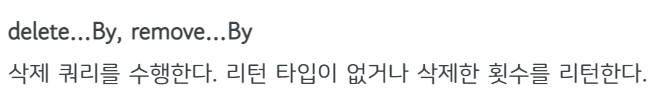 delete…By, remove…By
삭제 쿼리를 수행한다. 리턴 타입이 없거나 삭제한 횟수를 리턴한다.